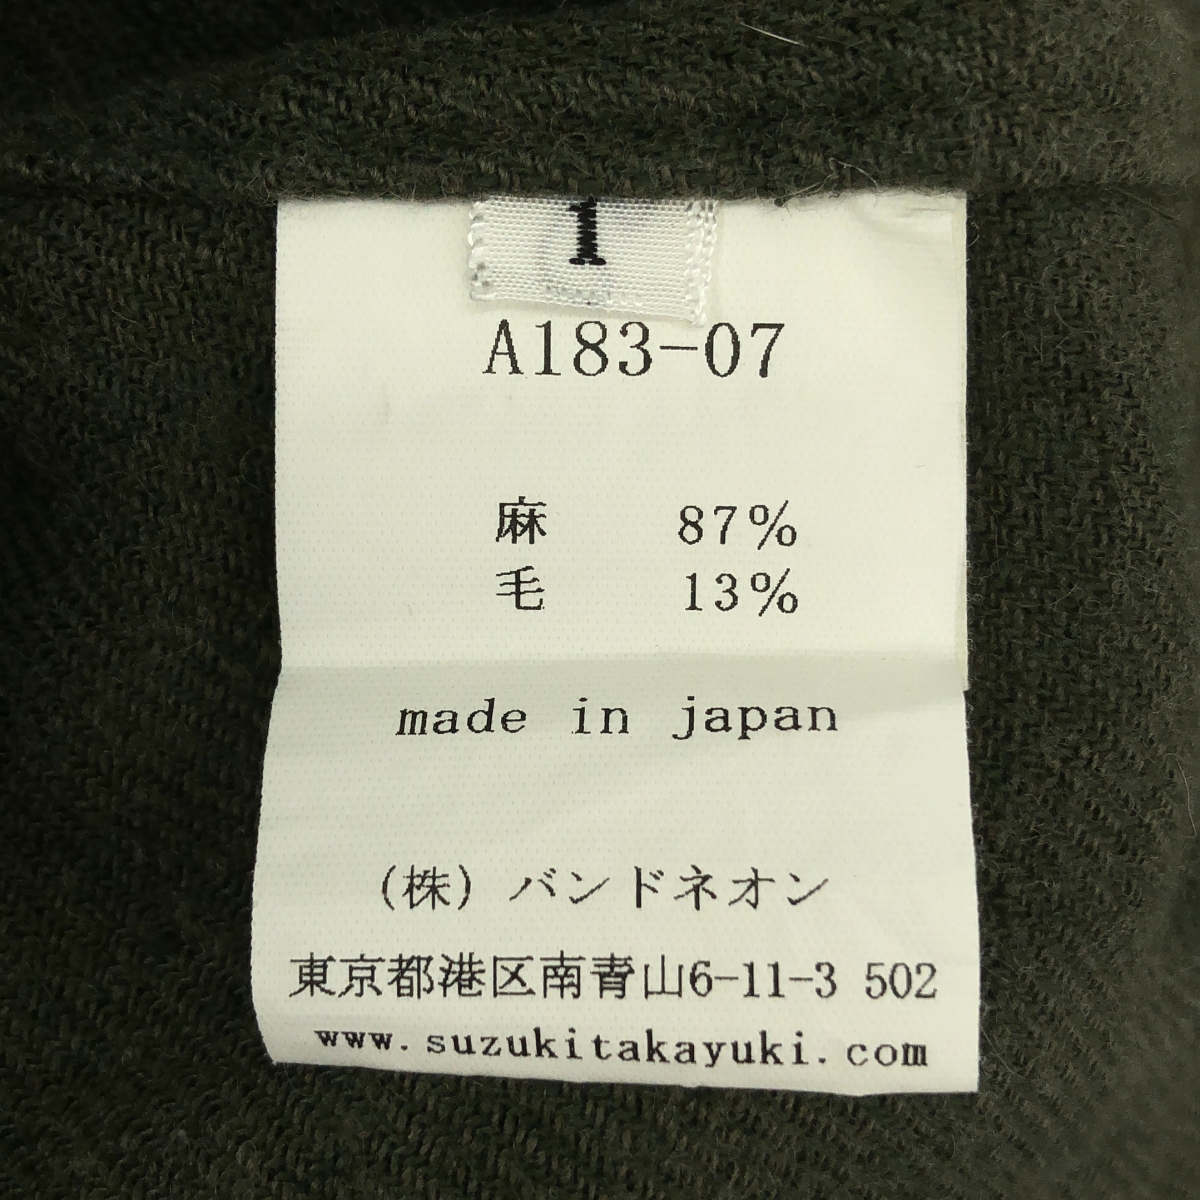 1
A183-07
麻 87%
毛 13%
made in japan
(株)バンドネオン
東京都港区南青山6-11-3 502
www.suzukitakayuki.com